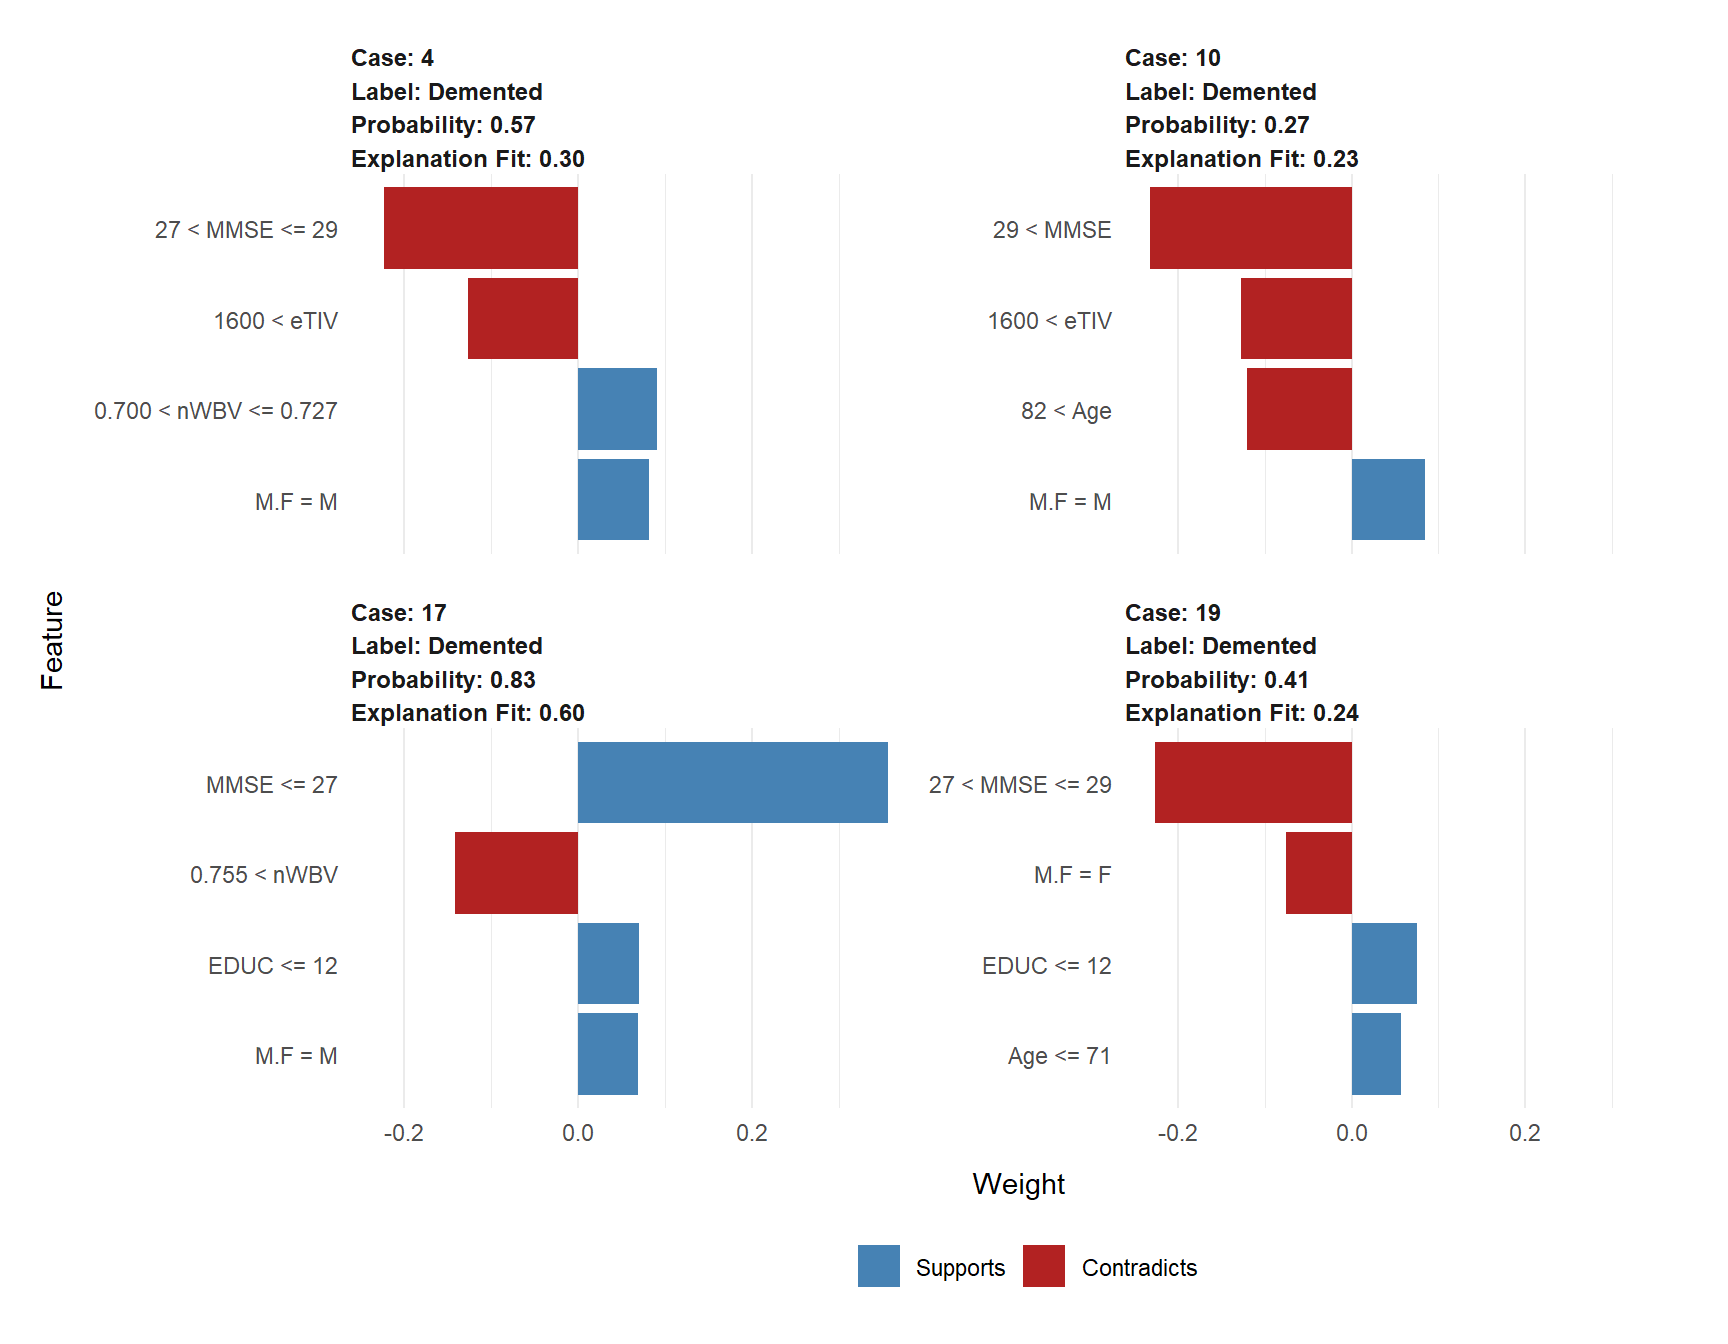 Case: 4
Label: Demented
Probability: 0.57
Explanation Fit: 0.30
27 < MMSE <= 29
1600 < eTIV
0.700 < nWBV <= 0.727
M.F = M
Case: 10
Label: Demented
Probability: 0.27
Explanation Fit: 0.23
29 < MMSE
1600 < eTIV
82 < Age
M.F = M
Feature
Case: 17
Label: Demented
Probability: 0.83
Explanation Fit: 0.60
MMSE <= 27
0.755 < nWBV
EDUC <= 12
M.F = M
-0.2 0.0 0.2
Case: 19
Label: Demented
Probability: 0.41
Explanation Fit: 0.24
27 < MMSE <= 29
M.F = F
EDUC <= 12
Age <= 71
-0.2 0.0 0.2
Weight
Supports Contradicts